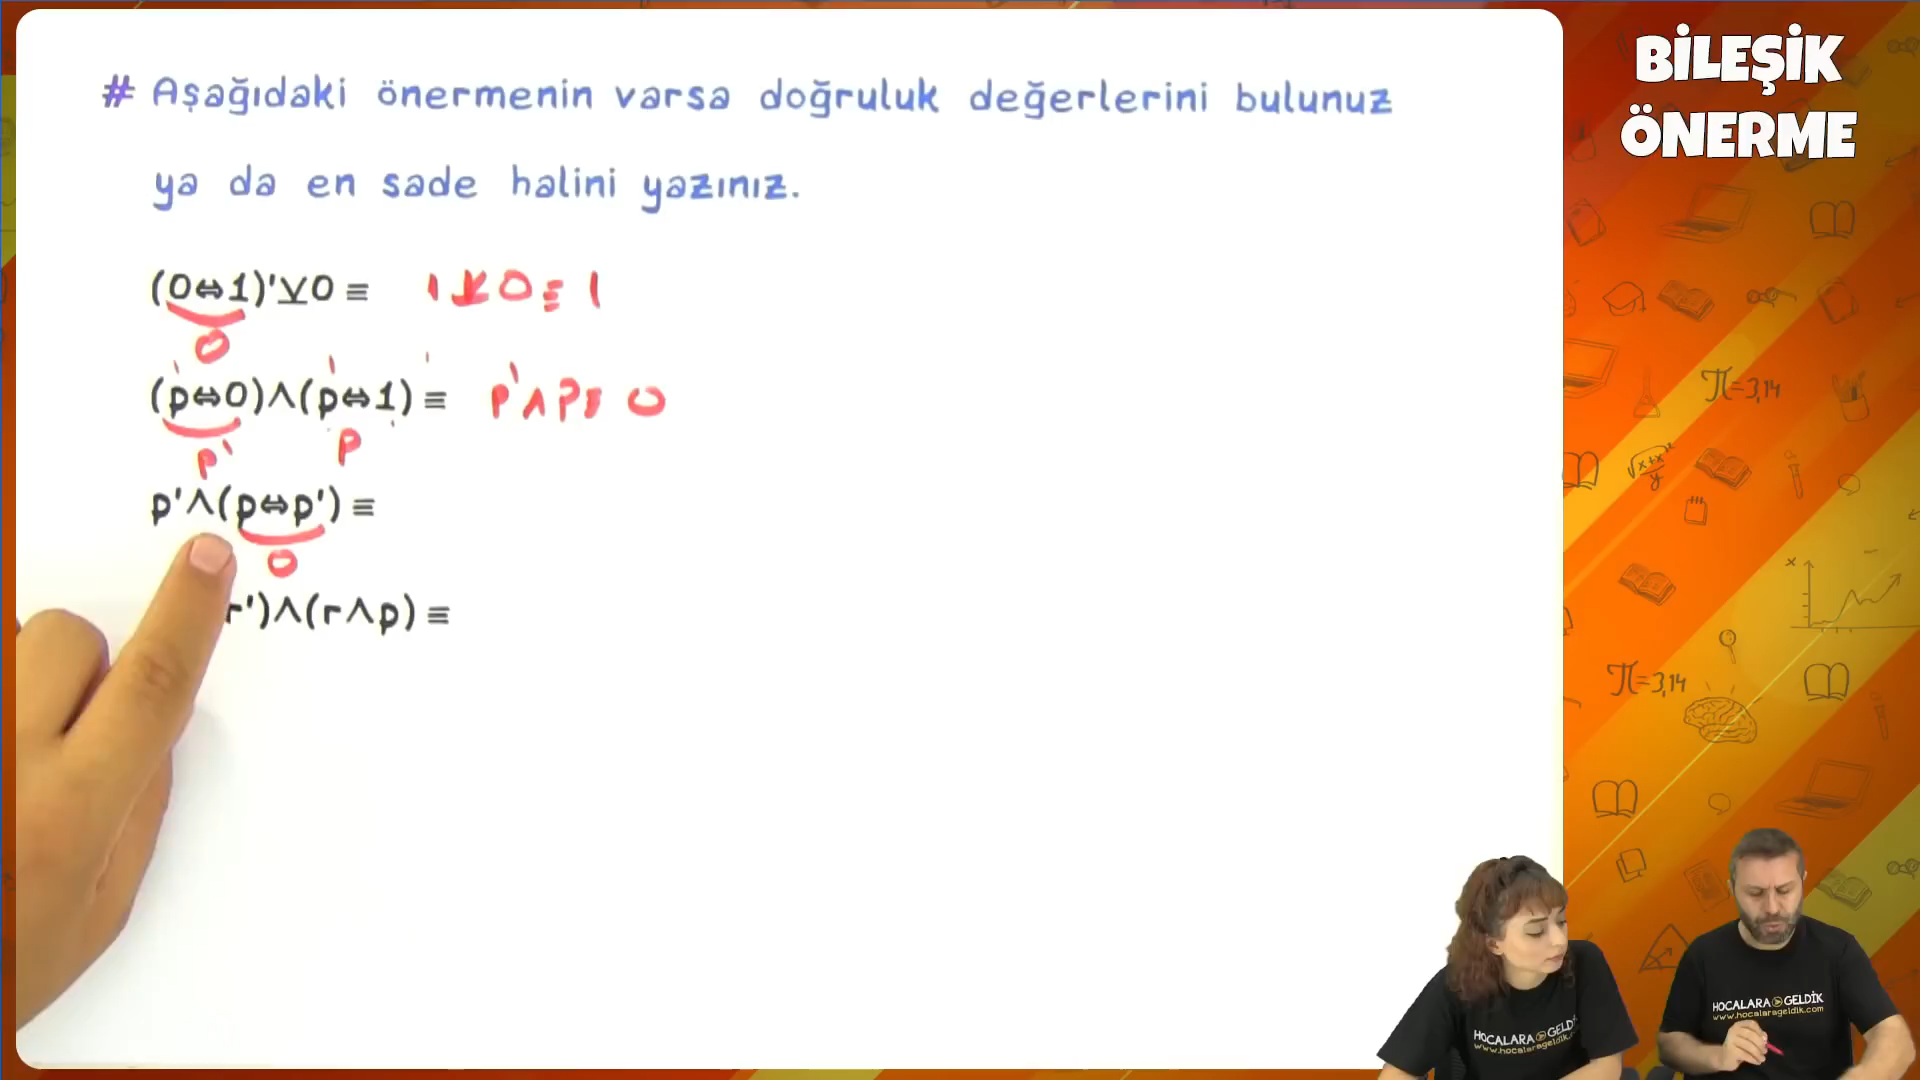 BİLEŞİK
ÖNERME
# Aşağıdaki önermenin varsa doğruluk değerlerini bulunuz
ya da en sade halini yazınız.
(0⇔1)'⊻0 ≡ 1 ⊻ 0 ≡ 1
0
(p⇔0)∧(p⇔1) ≡ p'∧p ≡ 0
p' p
p'∧(p⇔p') ≡
0
r')∧(r∧p) ≡
π=3,14
π=3,14
HOCALARA GELDİK
www.hocalarageldik.com
HOCALARA GELDİ
www.hocalarageldik.